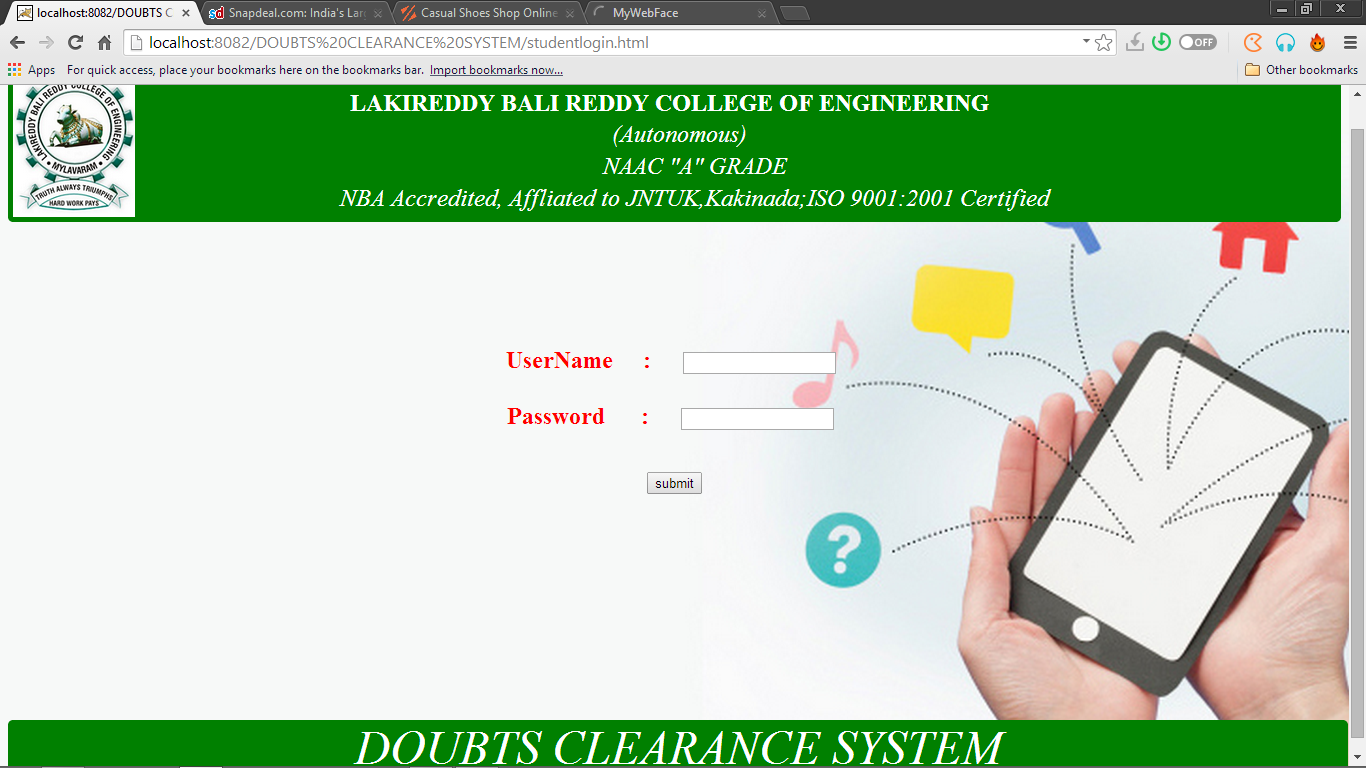 localhost:8082/DOUBTS C
Snapdeal.com: India's Lar
Casual Shoes Shop Online
MyWebFace
localhost:8082/DOUBTS%20CLEARANCE%20SYSTEM/studentlogin.html
OFF
Apps
For quick access, place your bookmarks here on the bookmarks bar. Import bookmarks now...
Other bookmarks
LAKIREDDY BALI REDDY COLLEGE OF ENGINEERING
MYLAVARAM
TRUTH ALWAYS TRIUMPHS
HARD WORK PAYS
LAKIREDDY BALI REDDY COLLEGE OF ENGINEERING
(Autonomous)
NAAC "A" GRADE
NBA Accredited, Affliated to JNTUK,Kakinada;ISO 9001:2001 Certified
UserName :
Password :
submit
?
DOUBTS CLEARANCE SYSTEM